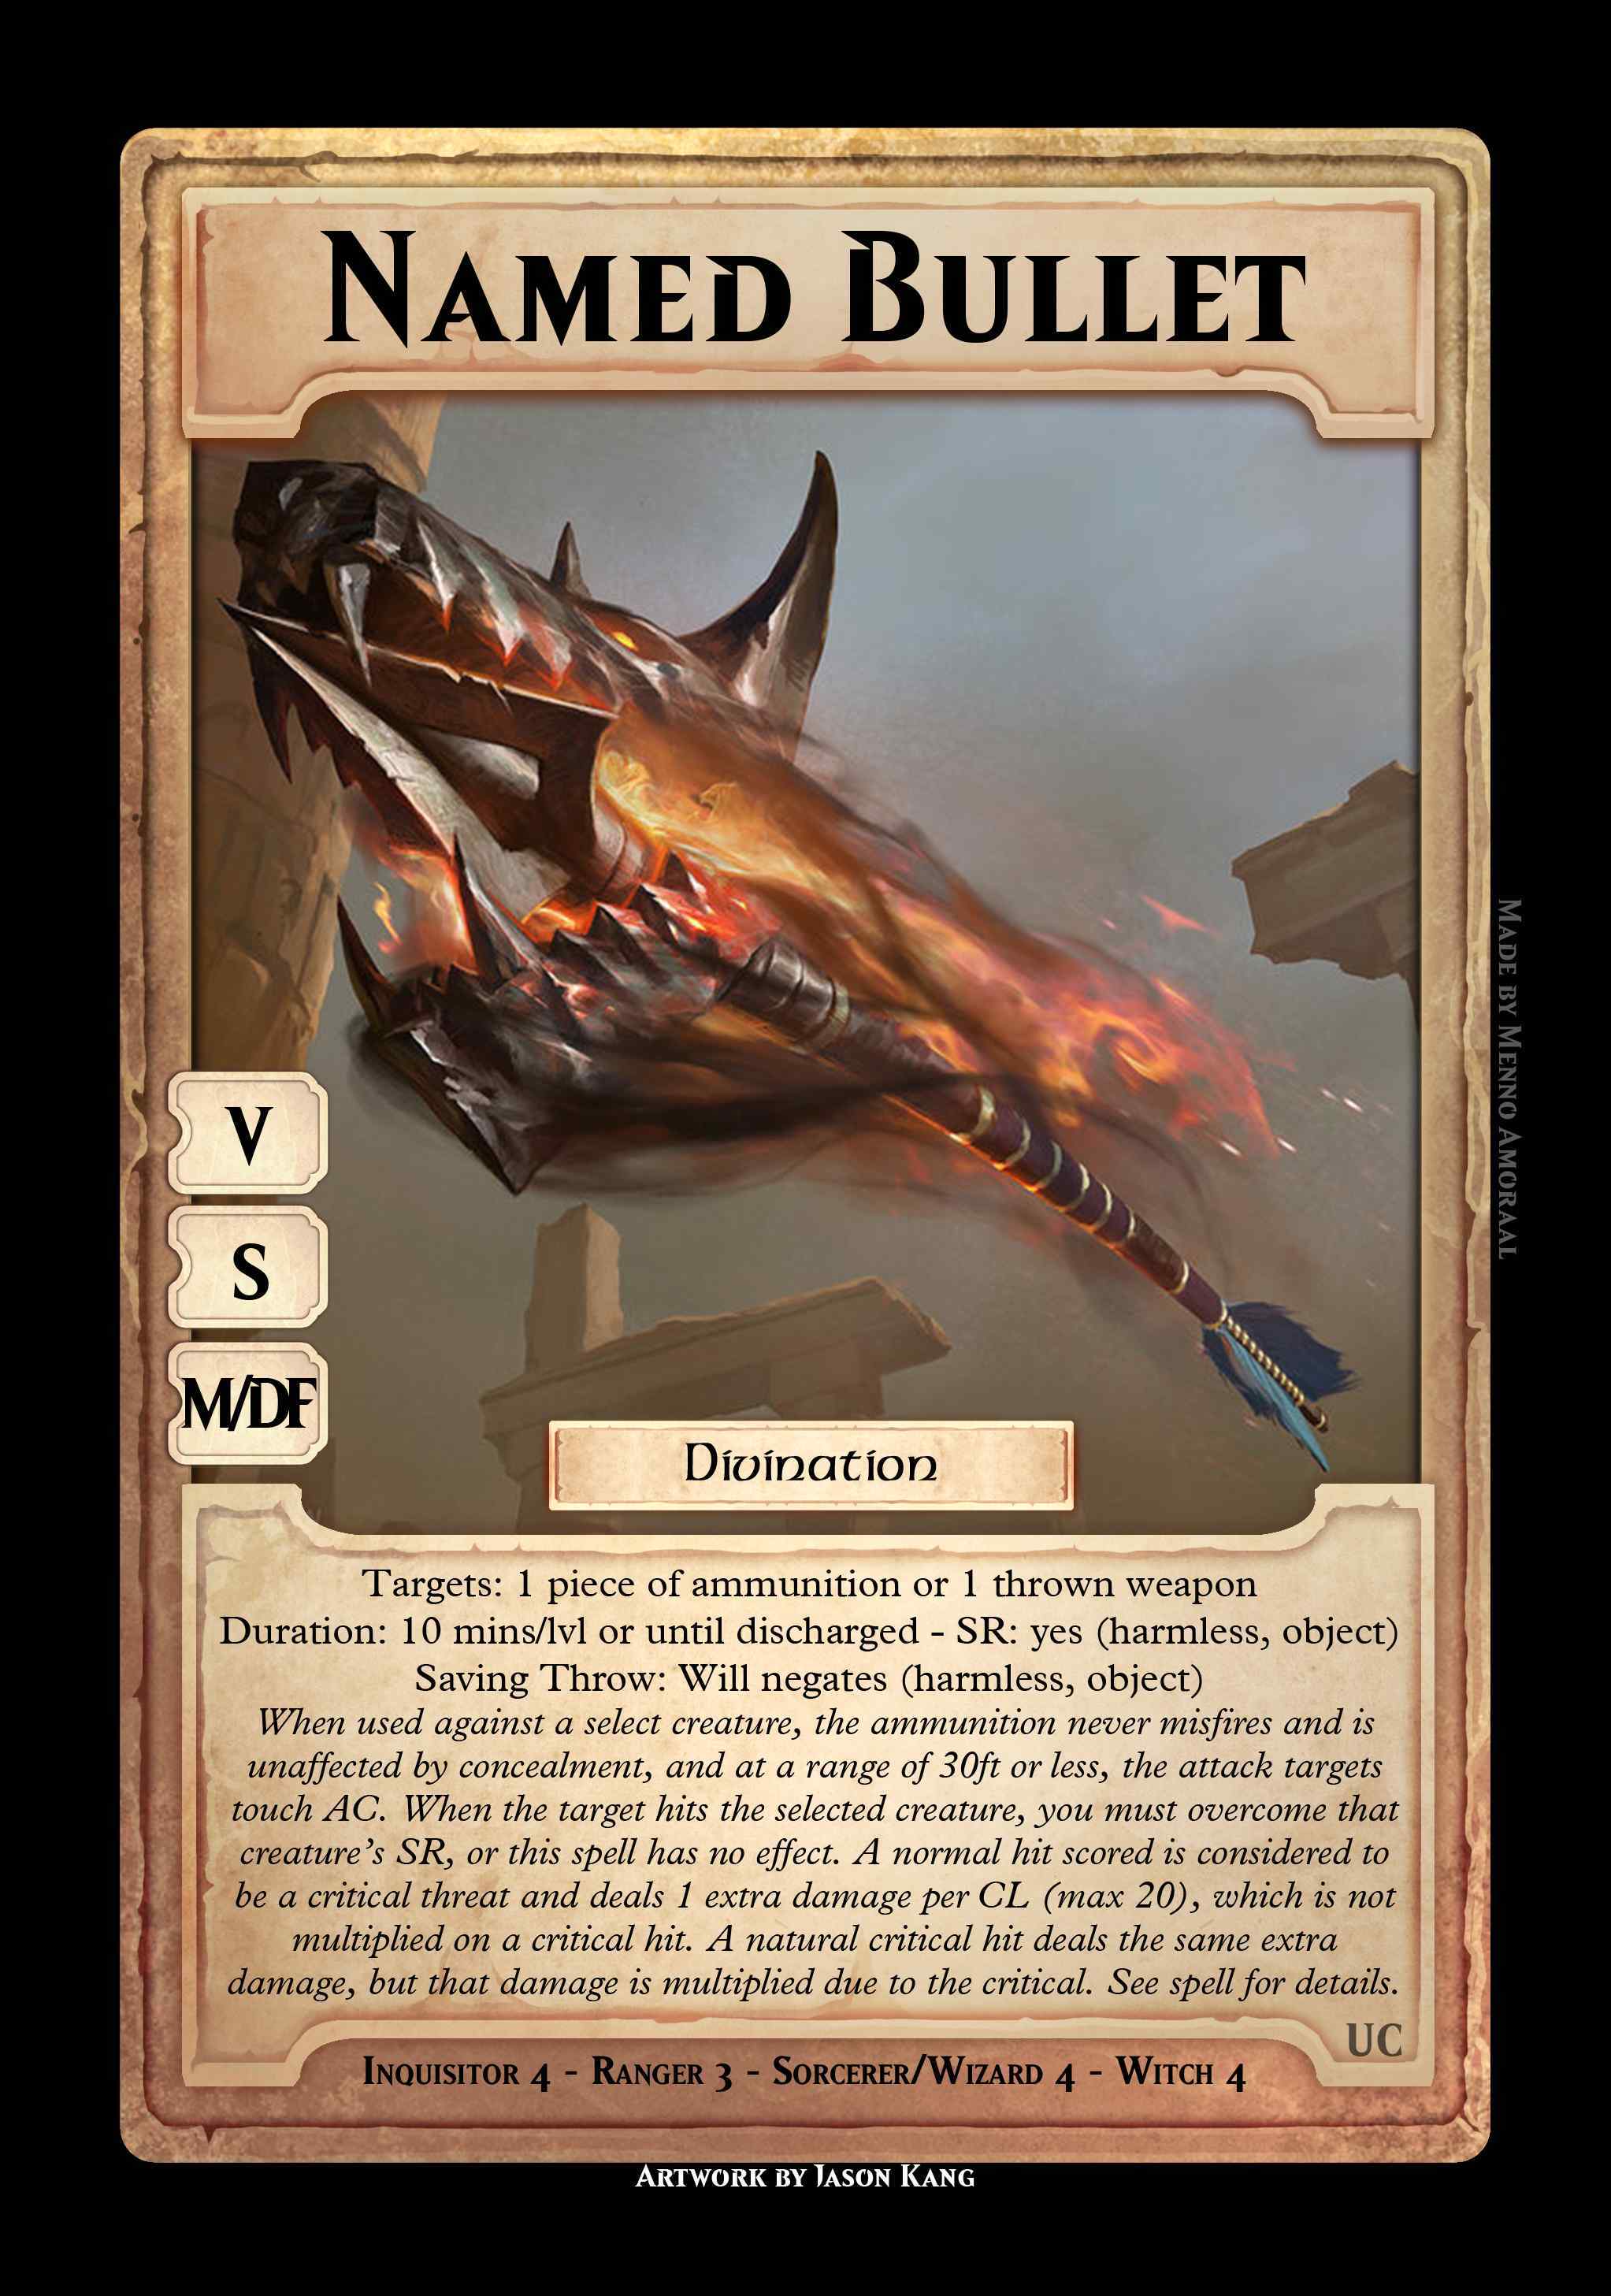 Named Bullet
V
S
M/DF
Divination
Targets: 1 piece of ammunition or 1 thrown weapon
Duration: 10 mins/lvl or until discharged - SR: yes (harmless, object)
Saving Throw: Will negates (harmless, object)
When used against a select creature, the ammunition never misfires and is
unaffected by concealment, and at a range of 30ft or less, the attack targets
touch AC. When the target hits the selected creature, you must overcome that
creature's SR, or this spell has no effect. A normal hit scored is considered to
be a critical threat and deals 1 extra damage per CL (max 20), which is not
multiplied on a critical hit. A natural critical hit deals the same extra
damage, but that damage is multiplied due to the critical. See spell for details.
UC
Inquisitor 4 - Ranger 3 - Sorcerer/Wizard 4 - Witch 4
Artwork by Jason Kang
Made by Menno Amoraal